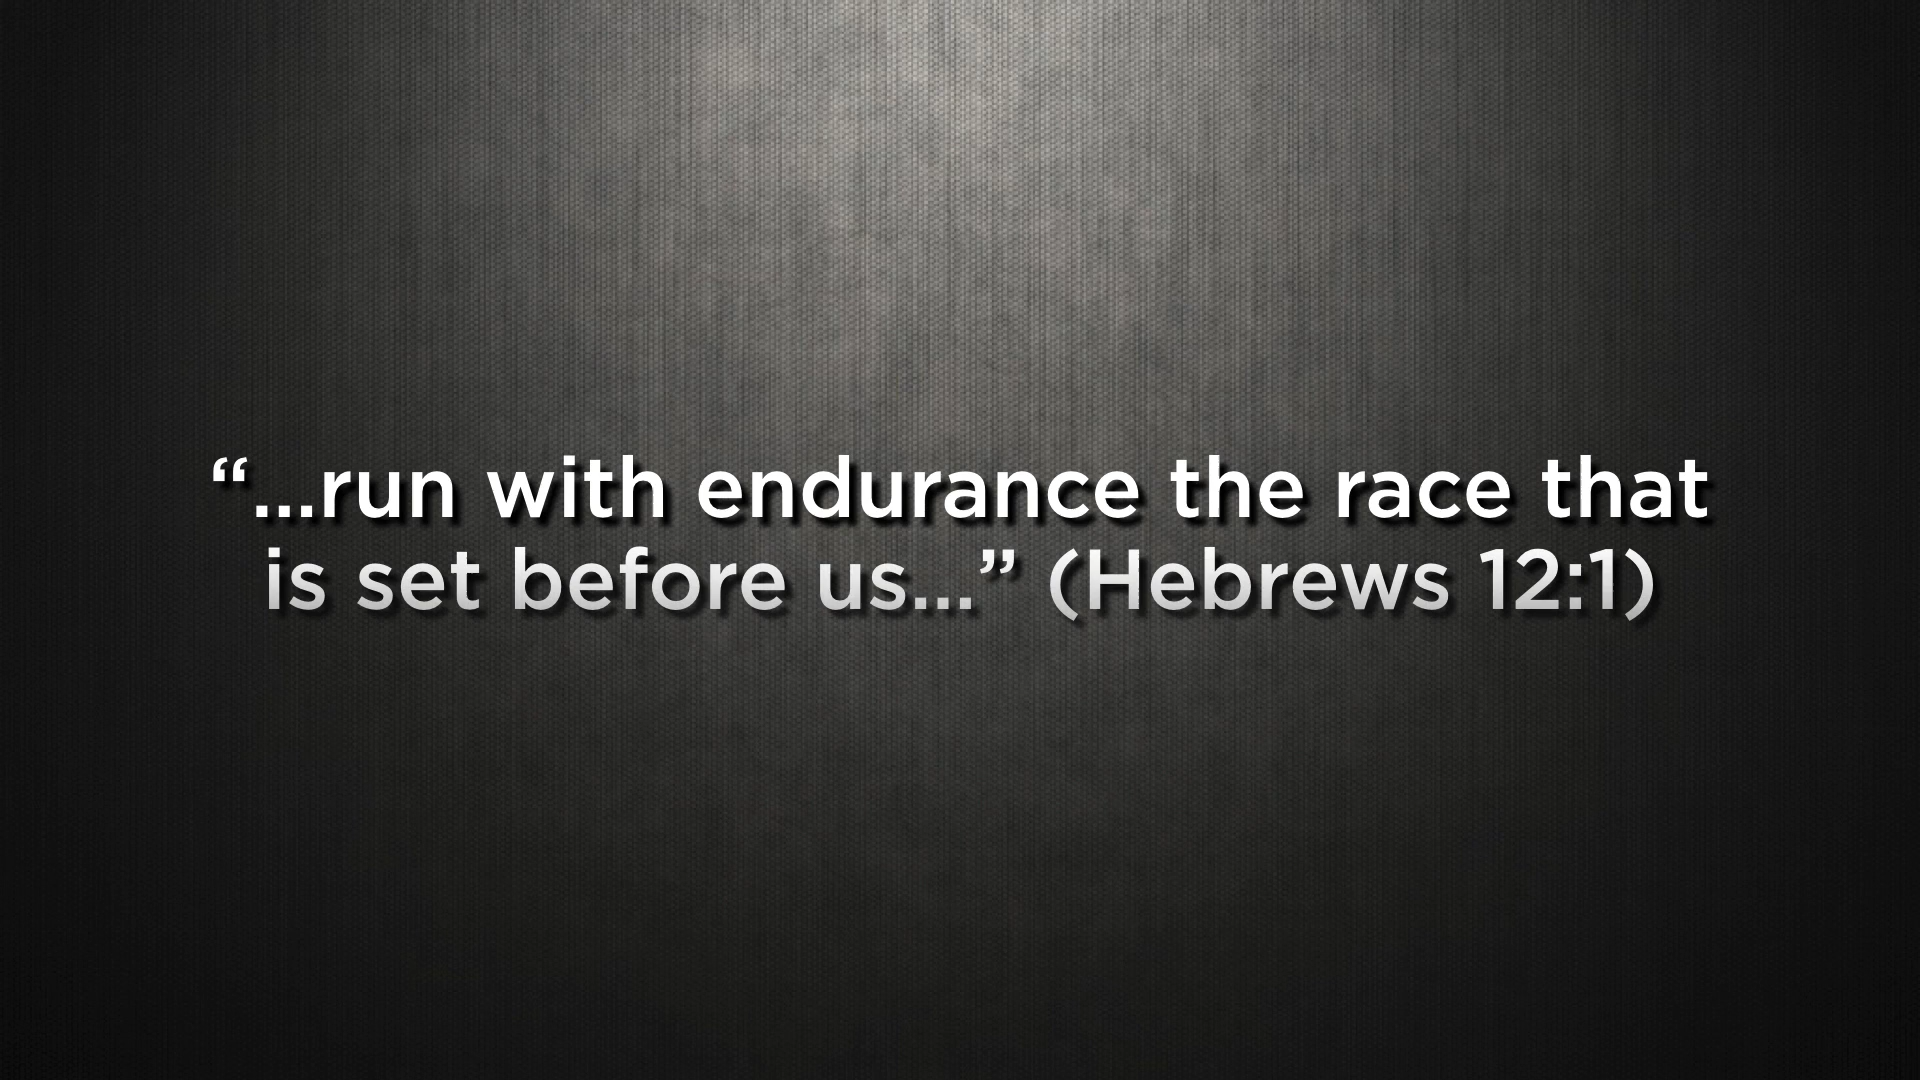 “...run with endurance the race that
is set before us...” (Hebrews 12:1)